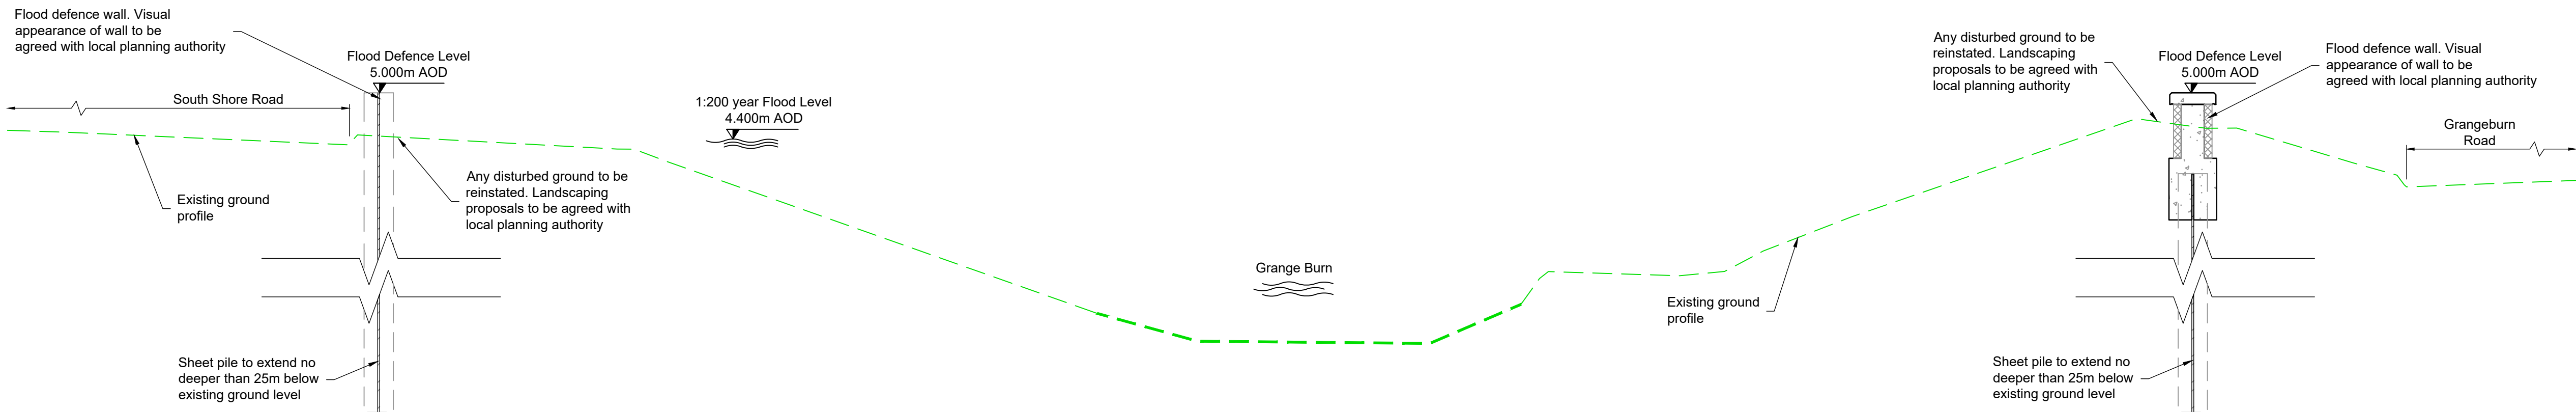 Flood defence wall. Visual
appearance of wall to be
agreed with local planning authority
Flood Defence Level
5.000m AOD
South Shore Road
Existing ground
profile
Any disturbed ground to be
reinstated. Landscaping
proposals to be agreed with
local planning authority
Sheet pile to extend no
deeper than 25m below
existing ground level
1:200 year Flood Level
4.400m AOD
Grange Burn
Existing ground
profile
Any disturbed ground to be
reinstated. Landscaping
proposals to be agreed with
local planning authority
Flood Defence Level
5.000m AOD
Flood defence wall. Visual
appearance of wall to be
agreed with local planning authority
Grangeburn
Road
Sheet pile to extend no
deeper than 25m below
existing ground level